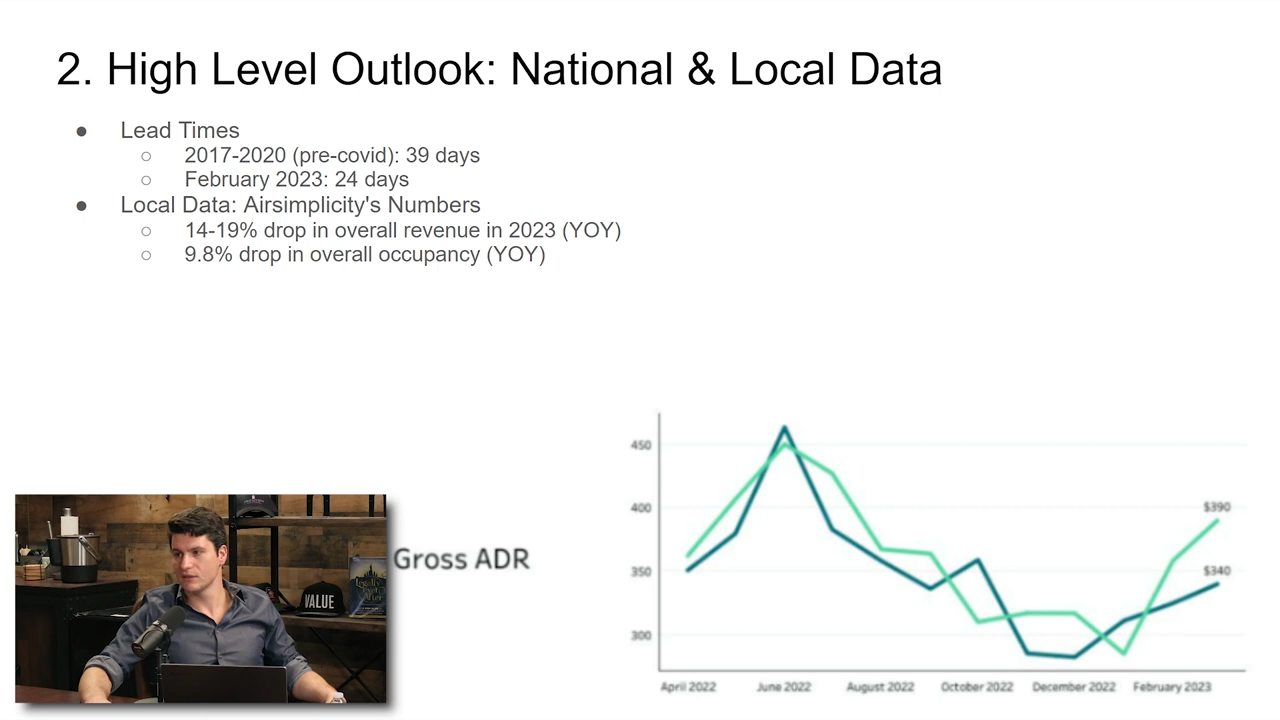 2. High Level Outlook: National & Local Data
● Lead Times
○ 2017-2020 (pre-covid): 39 days
○ February 2023: 24 days
● Local Data: Airsimplicity's Numbers
○ 14-19% drop in overall revenue in 2023 (YOY)
○ 9.8% drop in overall occupancy (YOY)
Gross ADR
450
400
350
300
$390
$340
April 2022 June 2022 August 2022 October 2022 December 2022 February 2023
VALUE